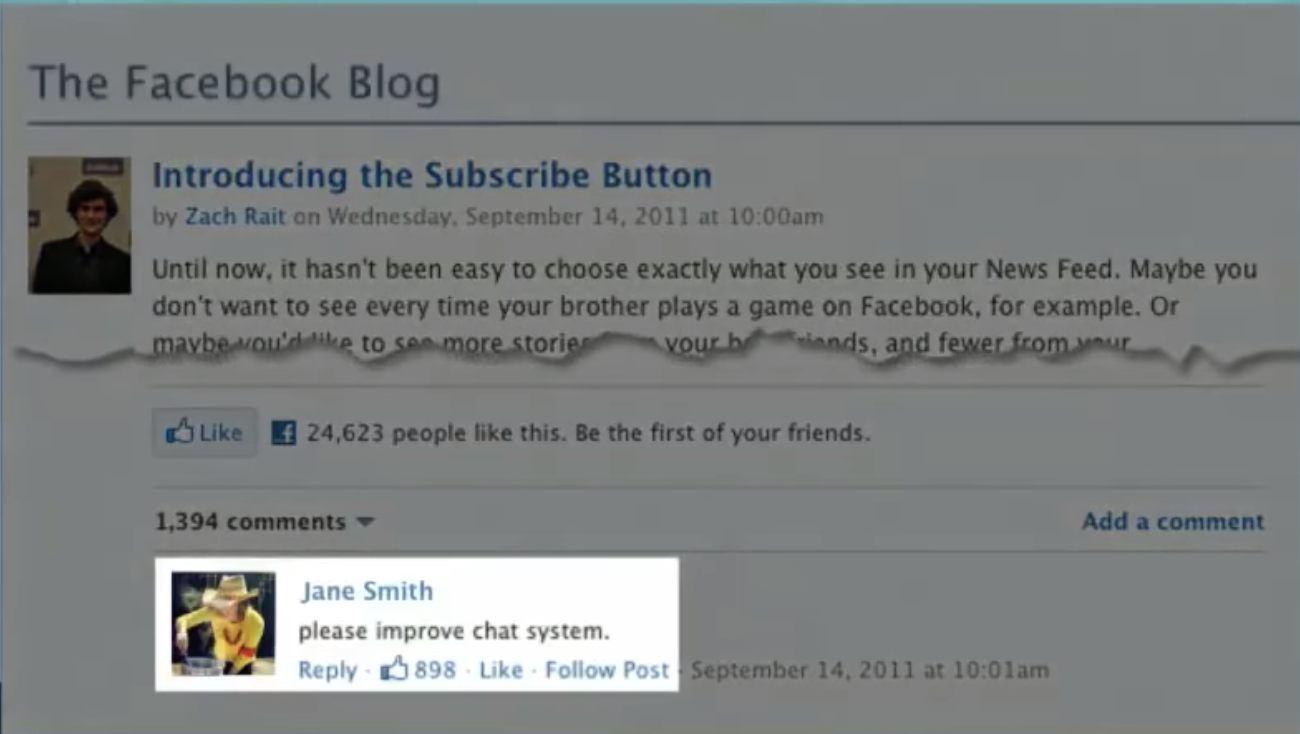 The Facebook Blog
Introducing the Subscribe Button
by Zach Rait on Wednesday, September 14, 2011 at 10:00am
Until now, it hasn't been easy to choose exactly what you see in your News Feed. Maybe you
don't want to see every time your brother plays a game on Facebook, for example. Or
maybe you'd like to see more stories your friends, and fewer from your
Like f 24,623 people like this. Be the first of your friends.
1,394 comments Add a comment
Jane Smith
please improve chat system.
Reply · 898 · Like · Follow Post · September 14, 2011 at 10:01am